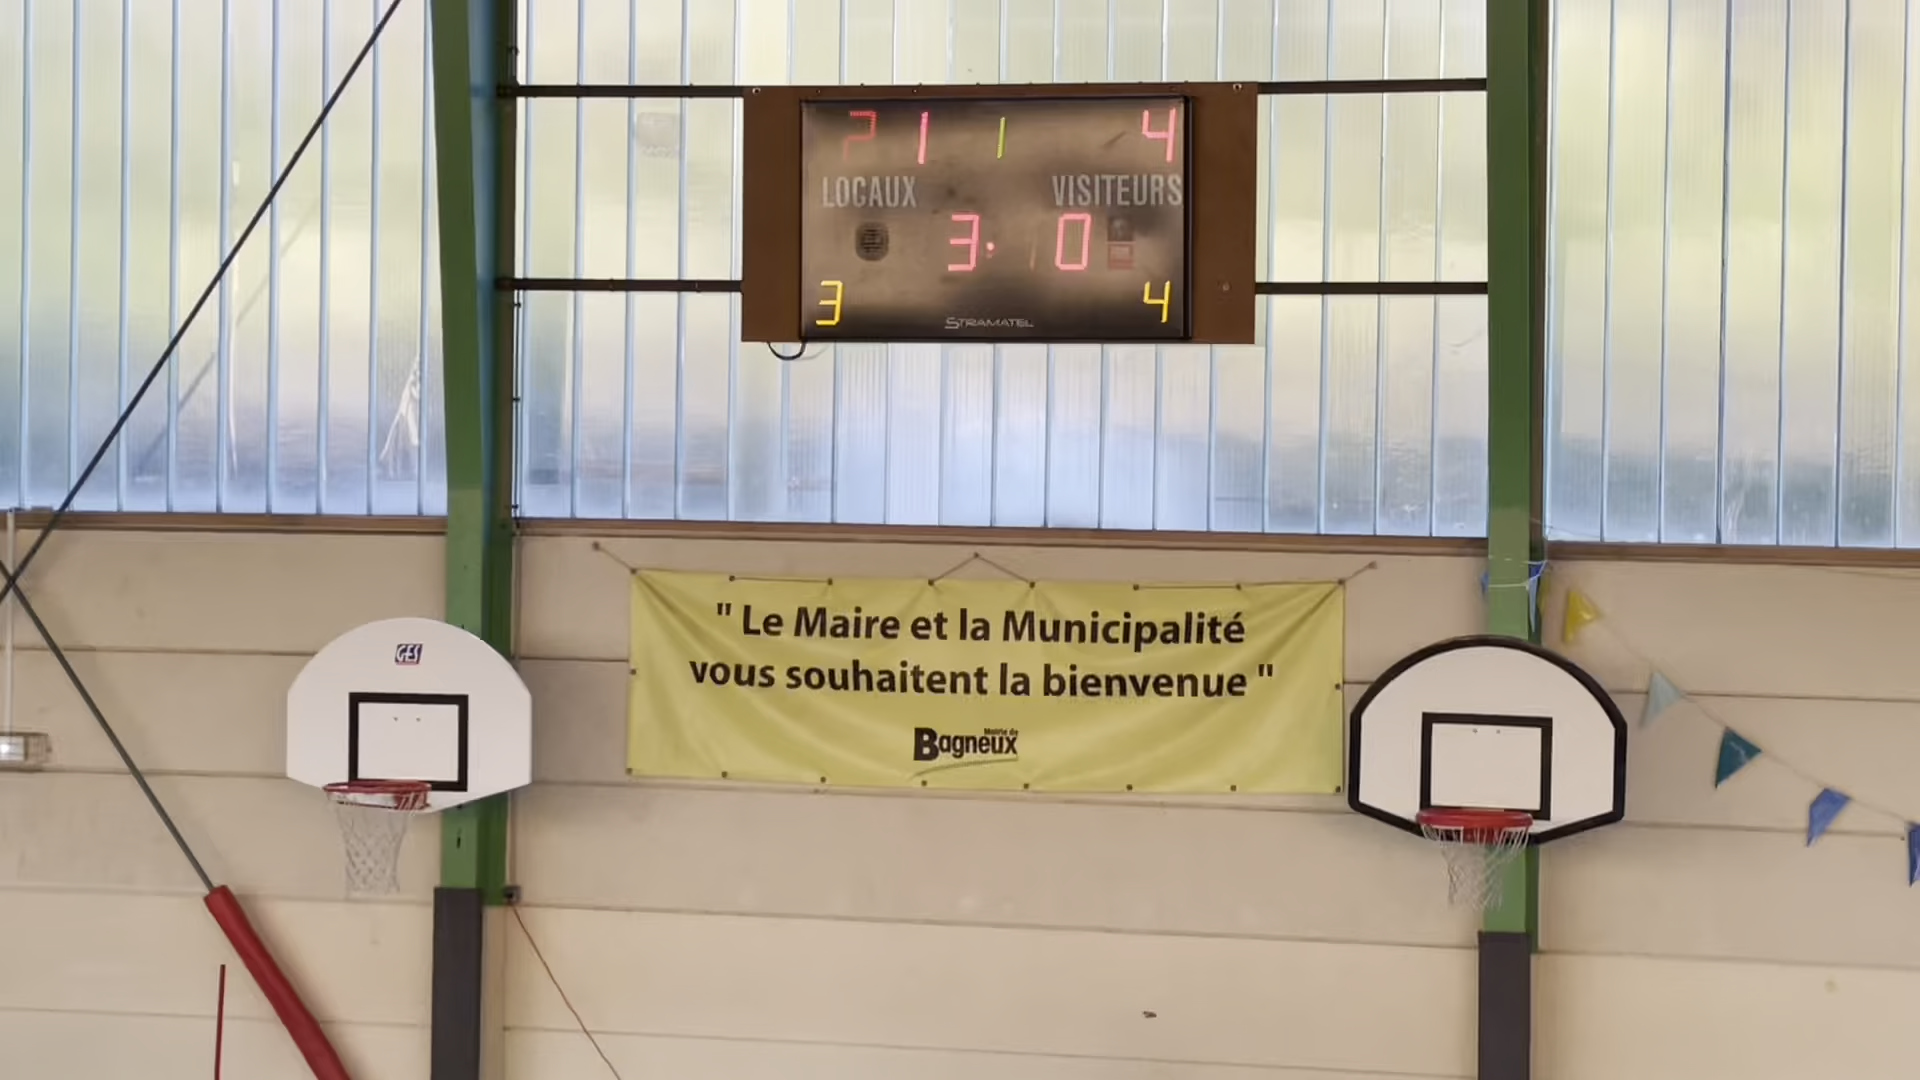 21 1 4
LOCAUX VISITEURS
3: 0
3 4
STRAMATEL
GES
" Le Maire et la Municipalité
vous souhaitent la bienvenue "
Mairie de
Bagneux